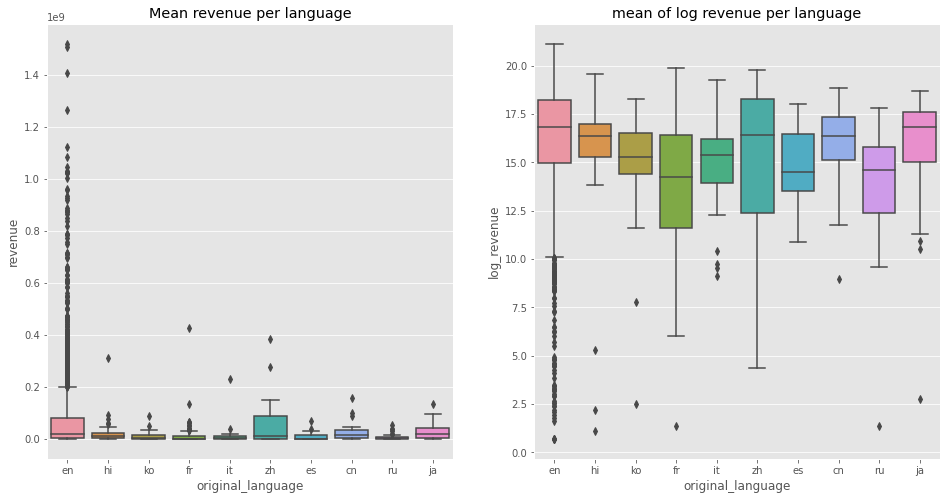 Mean revenue per language
1e9
1.4
1.2
1.0
0.8
0.6
0.4
0.2
0.0
revenue
en hi ko fr it zh es cn ru ja
original_language
mean of log revenue per language
20.0
17.5
15.0
12.5
10.0
7.5
5.0
2.5
0.0
log_revenue
en hi ko fr it zh es cn ru ja
original_language